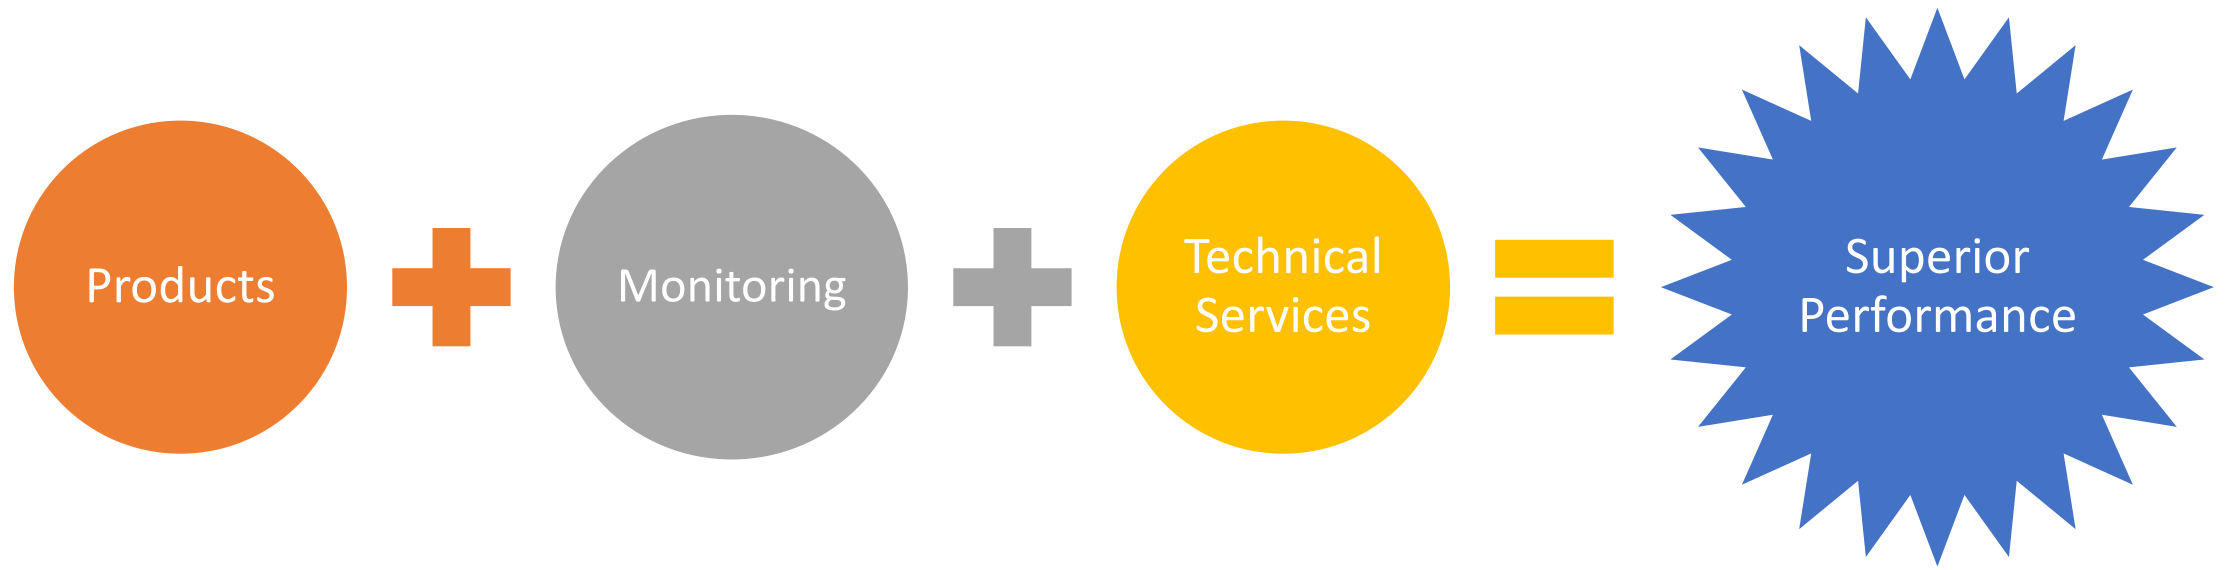 Products
Monitoring
Technical
Services
Superior
Performance